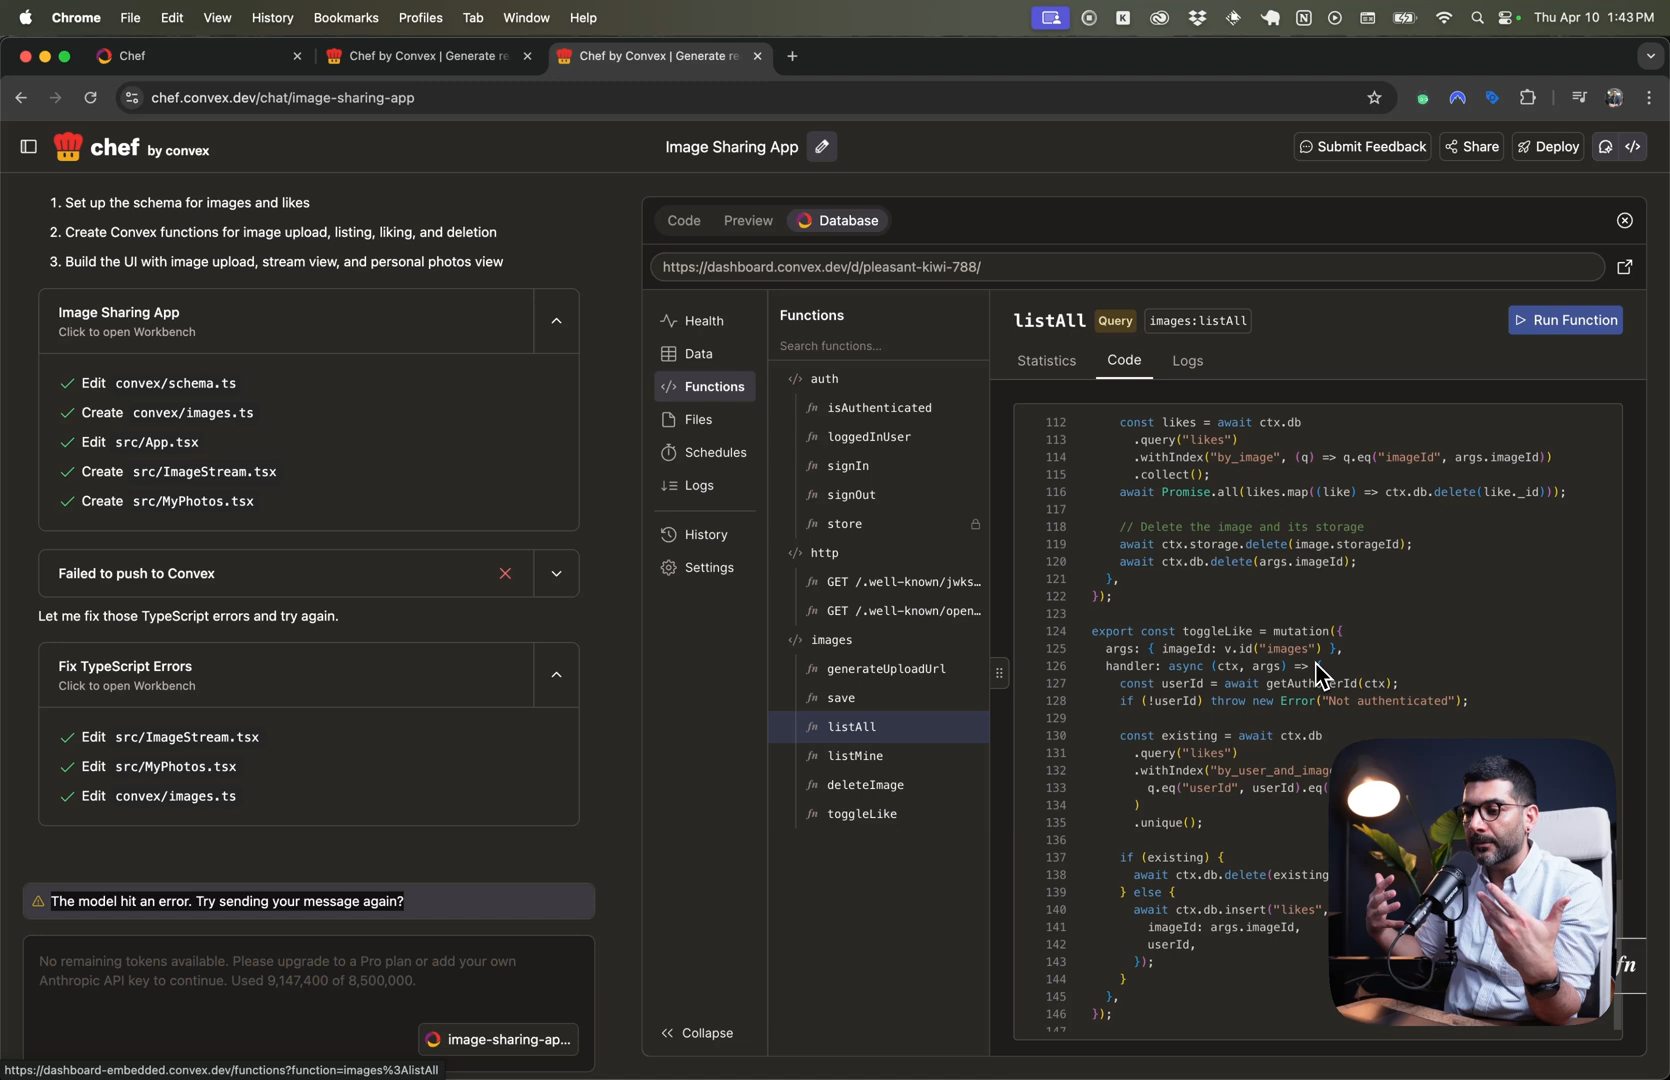 Chrome File Edit View History Bookmarks Profiles Tab Window Help Thu Apr 10 1:43 PM
Chef
Chef by Convex | Generate re
Chef by Convex | Generate re
chef.convex.dev/chat/image-sharing-app
chef by convex
Image Sharing App
Submit Feedback
Share
Deploy
1. Set up the schema for images and likes
2. Create Convex functions for image upload, listing, liking, and deletion
3. Build the UI with image upload, stream view, and personal photos view
Image Sharing App
Click to open Workbench
Edit convex/schema.ts
Create convex/images.ts
Edit src/App.tsx
Create src/ImageStream.tsx
Create src/MyPhotos.tsx
Failed to push to Convex
Let me fix those TypeScript errors and try again.
Fix TypeScript Errors
Click to open Workbench
Edit src/ImageStream.tsx
Edit src/MyPhotos.tsx
Edit convex/images.ts
The model hit an error. Try sending your message again?
No remaining tokens available. Please upgrade to a Pro plan or add your own
Anthropic API key to continue. Used 9,147,400 of 8,500,000.
image-sharing-ap...
https://dashboard-embedded.convex.dev/functions?function=images%3AlistAll
Code Preview Database
https://dashboard.convex.dev/d/pleasant-kiwi-788/
Health
Data
Functions
Files
Schedules
Logs
History
Settings
Collapse
Functions
Search functions...
</> auth
fn isAuthenticated
fn loggedInUser
fn signIn
fn signOut
fn store
</> http
fn GET /.well-known/jwks...
fn GET /.well-known/open...
</> images
fn generateUploadUrl
fn save
fn listAll
fn listMine
fn deleteImage
fn toggleLike
listAll Query images:listAll
Run Function
Statistics Code Logs
112 const likes = await ctx.db
113 .query("likes")
114 .withIndex("by_image", (q) => q.eq("imageId", args.imageId))
115 .collect();
116 await Promise.all(likes.map((like) => ctx.db.delete(like._id)));
117
118 // Delete the image and its storage
119 await ctx.storage.delete(image.storageId);
120 await ctx.db.delete(args.imageId);
121 },
122 });
123
124 export const toggleLike = mutation({
125 args: { imageId: v.id("images") },
126 handler: async (ctx, args) => {
127 const userId = await getAuth erId(ctx);
128 if (!userId) throw new Error("Not authenticated");
129
130 const existing = await ctx.db
131 .query("likes")
132 .withIndex("by_user_and_imag
133 q.eq("userId", userId).eq(
134 )
135 .unique();
136
137 if (existing) {
138 await ctx.db.delete(existing
139 } else {
140 await ctx.db.insert("likes",
141 imageId: args.imageId,
142 userId,
143 });
144 }
145 },
146 });
147
fn